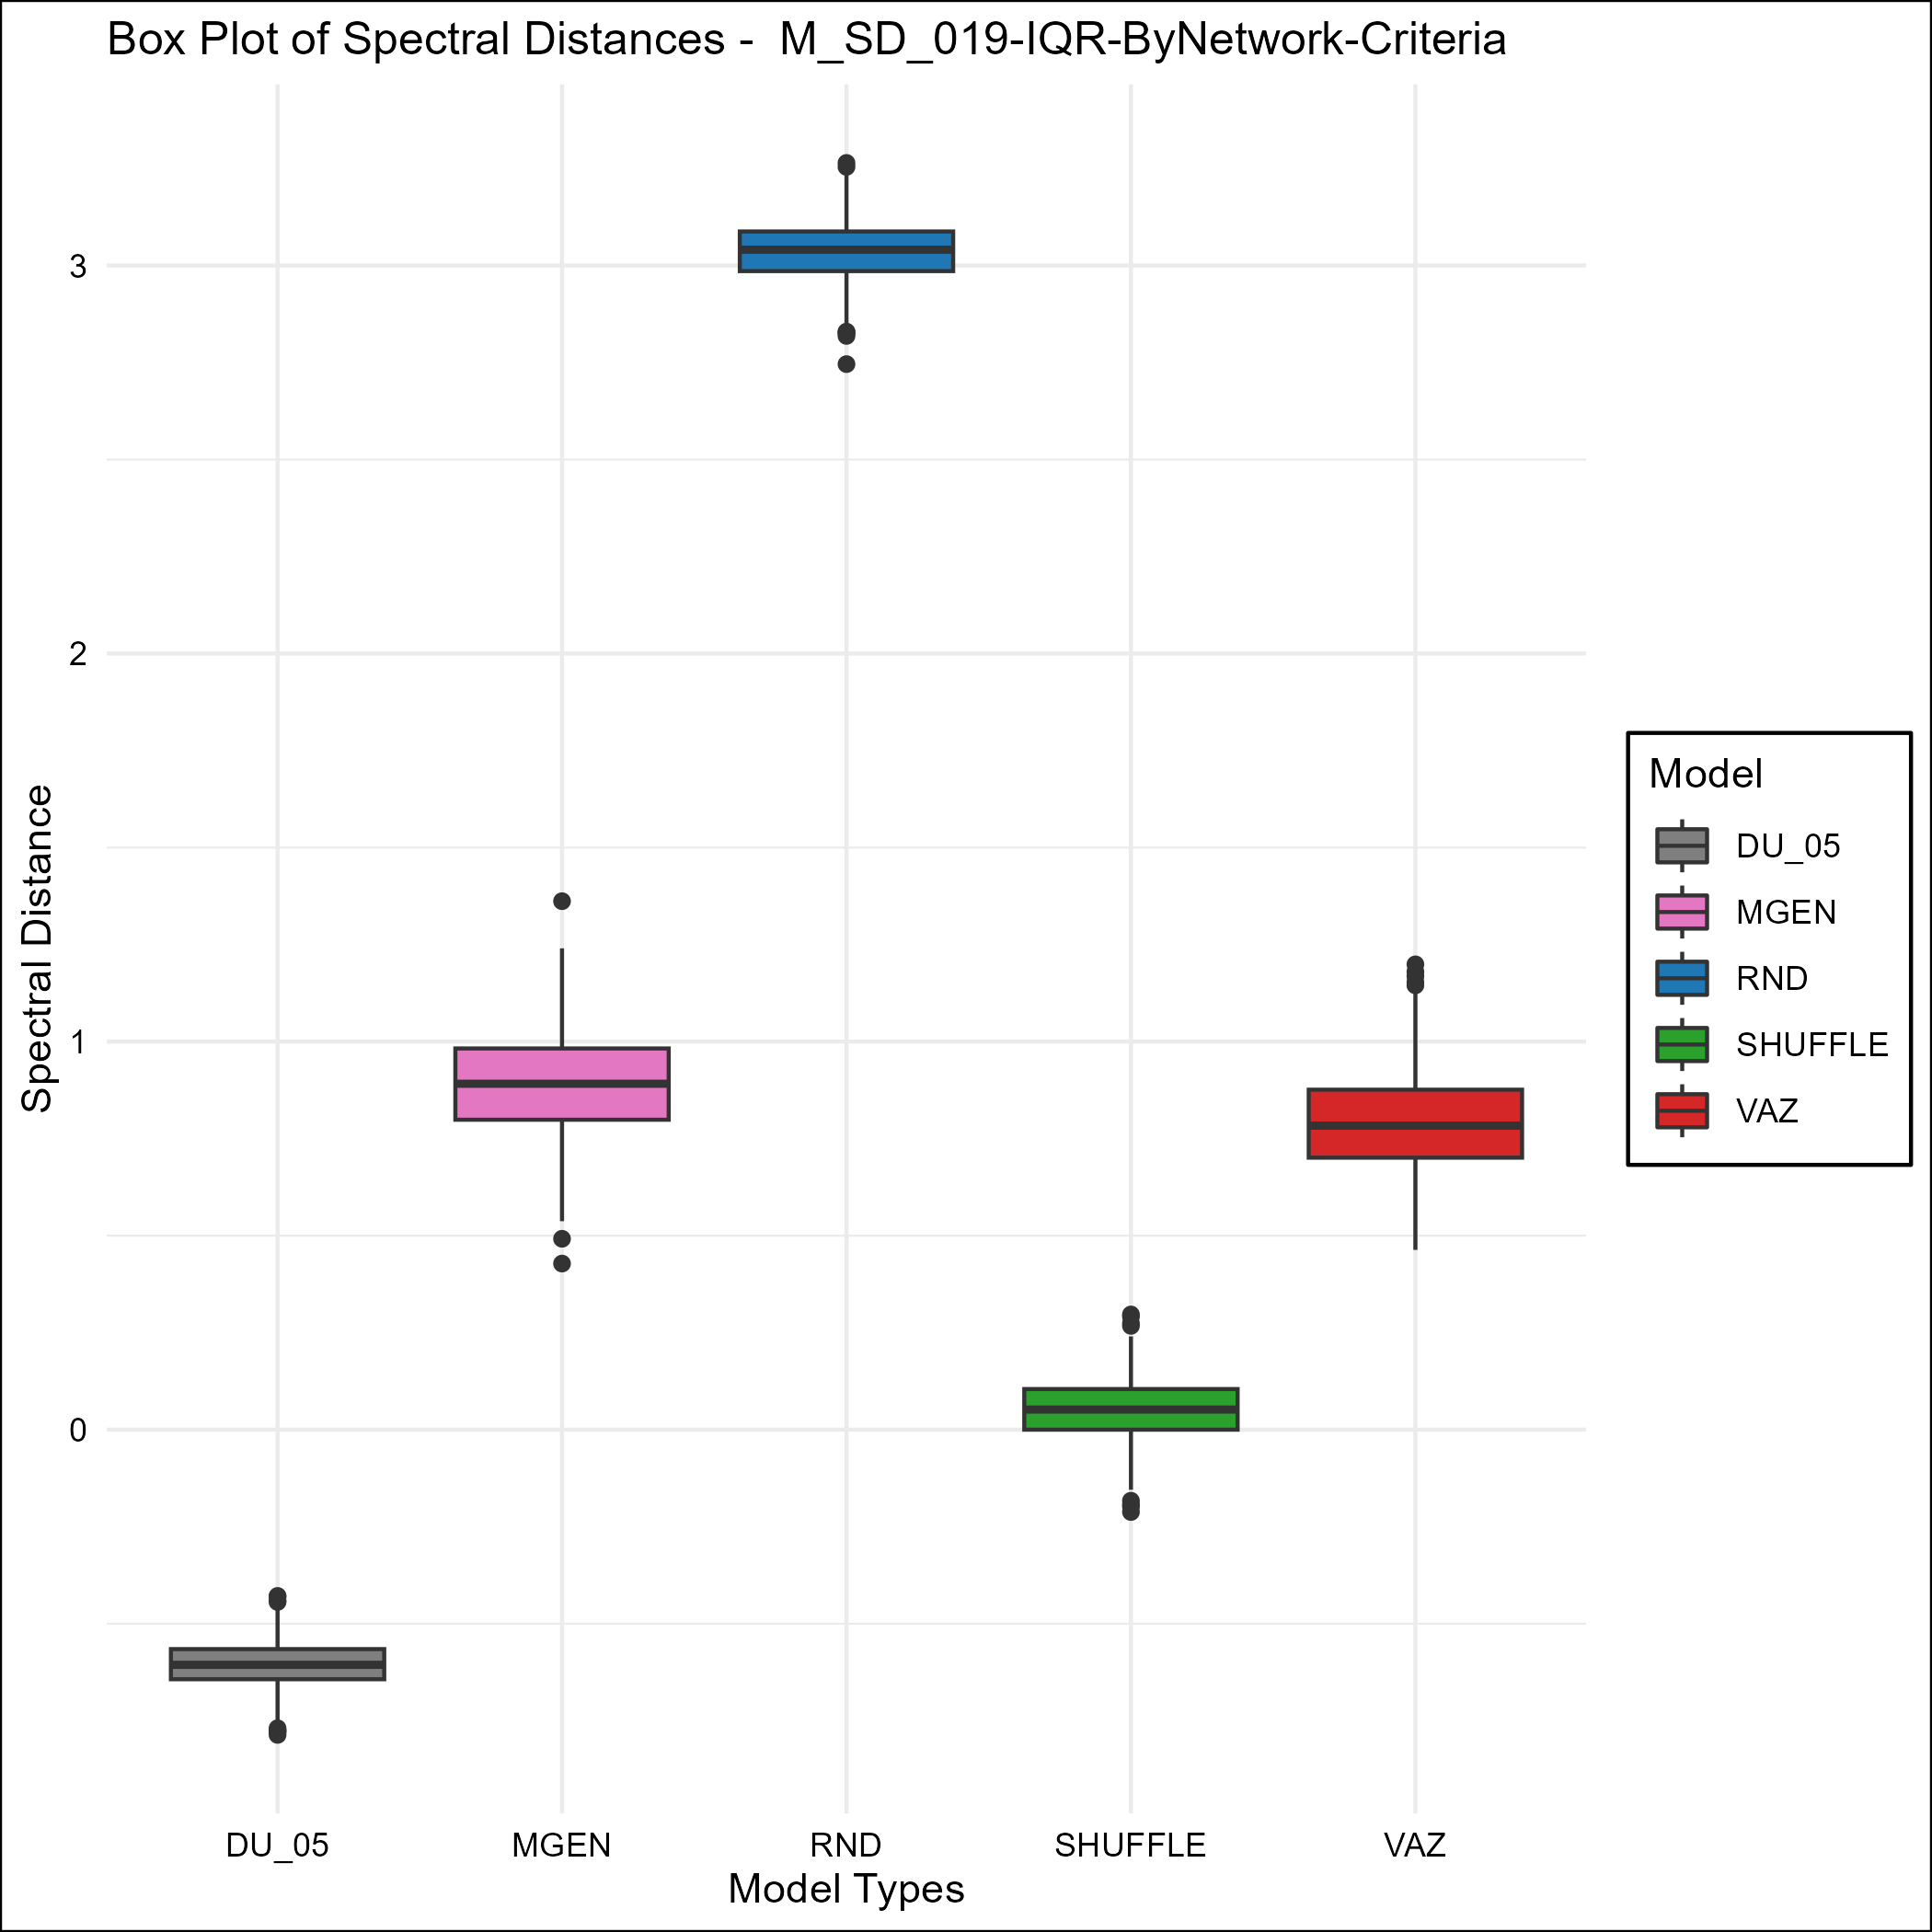 Box Plot of Spectral Distances -  M_SD_019-IQR-ByNetwork-Criteria
Spectral Distance
3
2
1
0
DU_05
MGEN
RND
SHUFFLE
VAZ
Model Types
Model
DU_05
MGEN
RND
SHUFFLE
VAZ